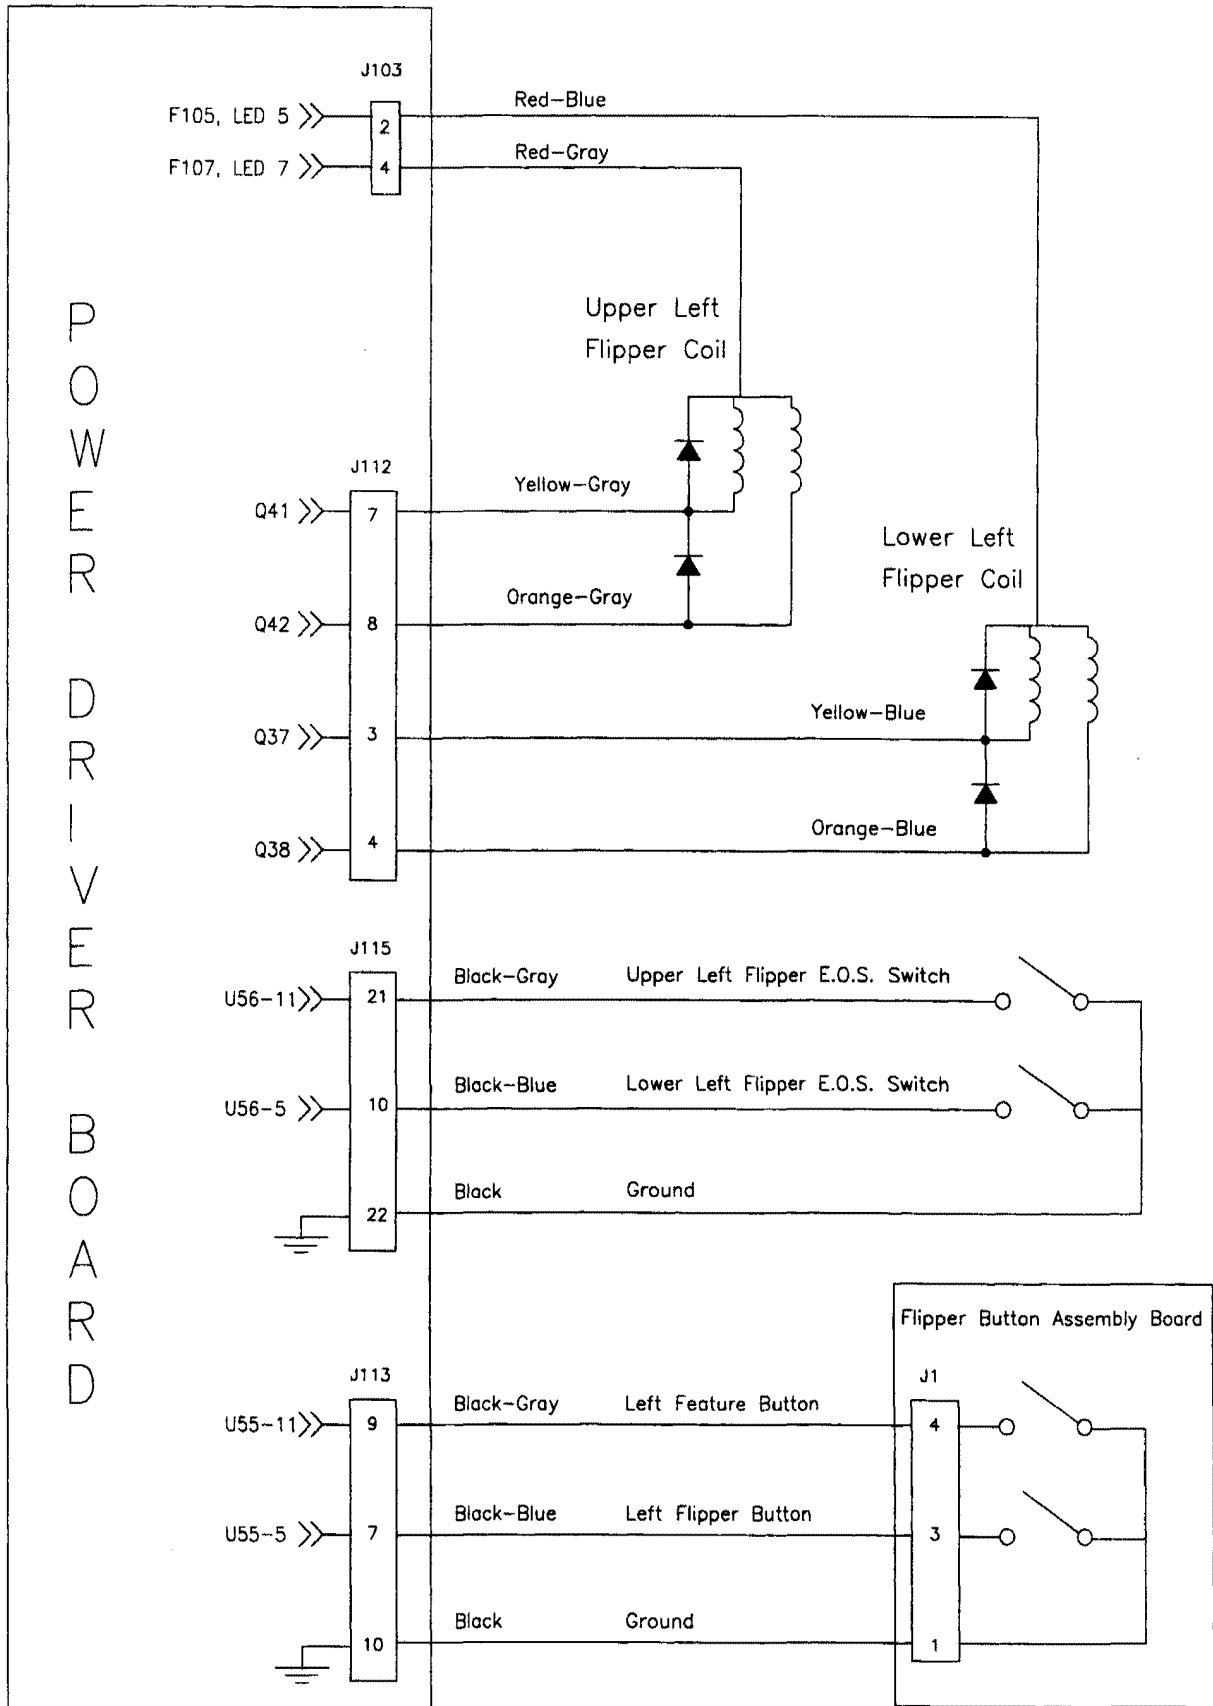 POWER DRIVER BOARD
J103
F105, LED 5
2
Red-Blue
F107, LED 7
4
Red-Gray
Upper Left
Flipper Coil
J112
Q41
7
Yellow-Gray
Lower Left
Flipper Coil
Q42
8
Orange-Gray
Q37
3
Yellow-Blue
Q38
4
Orange-Blue
J115
U56-11
21
Black-Gray
Upper Left Flipper E.O.S. Switch
U56-5
10
Black-Blue
Lower Left Flipper E.O.S. Switch
22
Black
Ground
Flipper Button Assembly Board
J113
J1
U55-11
9
Black-Gray
Left Feature Button
4
U55-5
7
Black-Blue
Left Flipper Button
3
10
Black
Ground
1